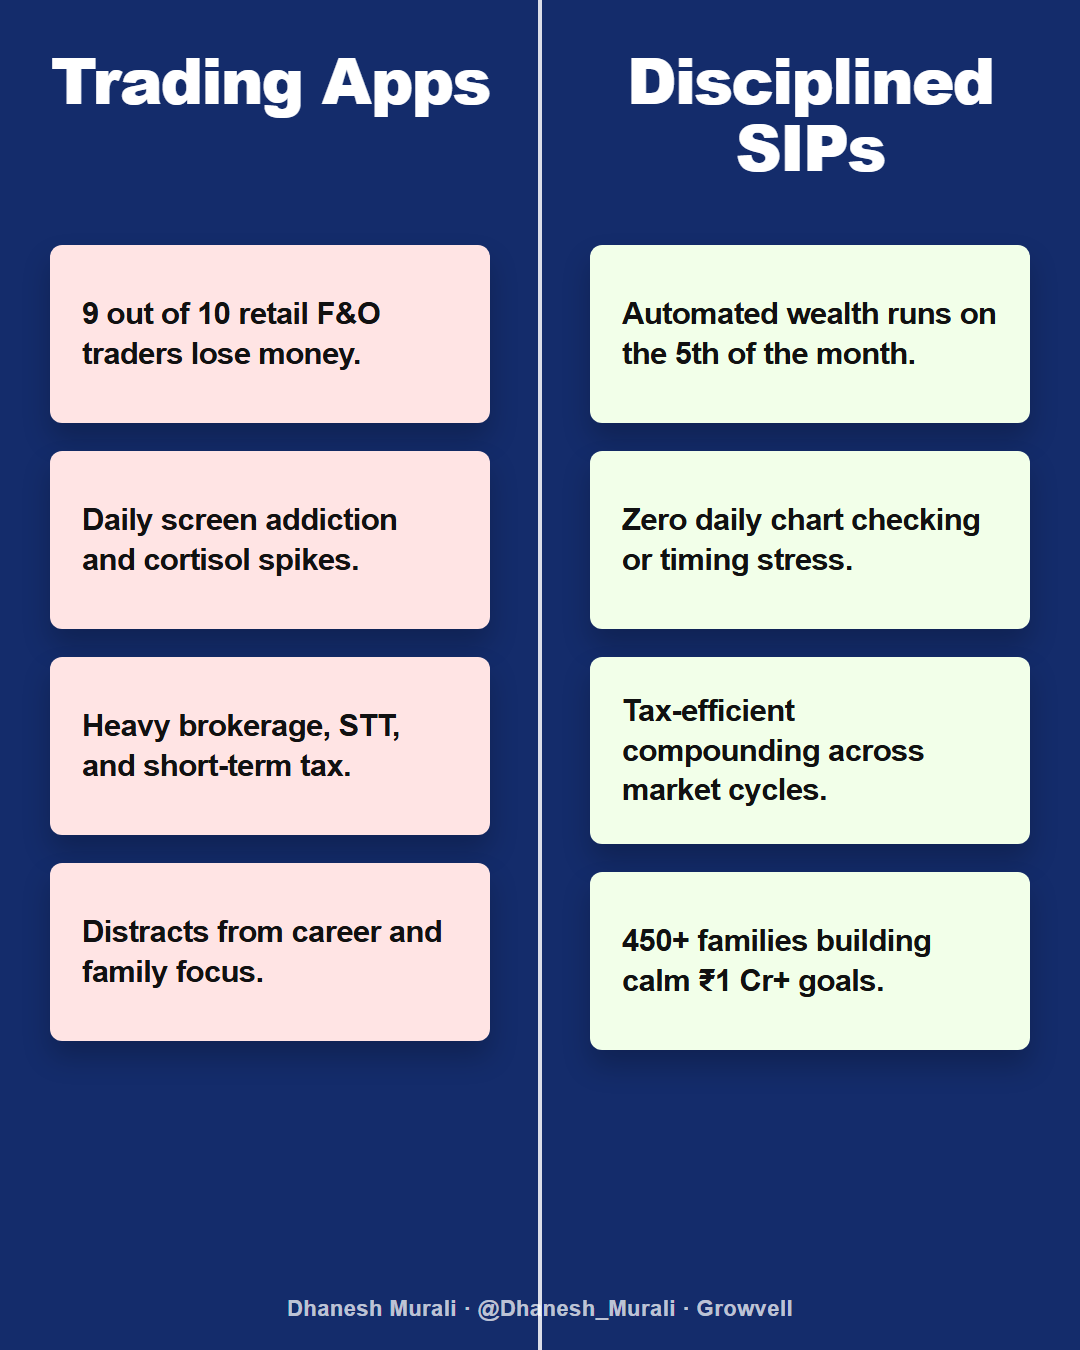 Trading Apps
9 out of 10 retail F&O
traders lose money.
Daily screen addiction
and cortisol spikes.
Heavy brokerage, STT,
and short-term tax.
Distracts from career and
family focus.
Disciplined
SIPs
Automated wealth runs on
the 5th of the month.
Zero daily chart checking
or timing stress.
Tax-efficient
compounding across
market cycles.
450+ families building
calm ₹1 Cr+ goals.
Dhanesh Murali · @Dhanesh_Murali · Growvell